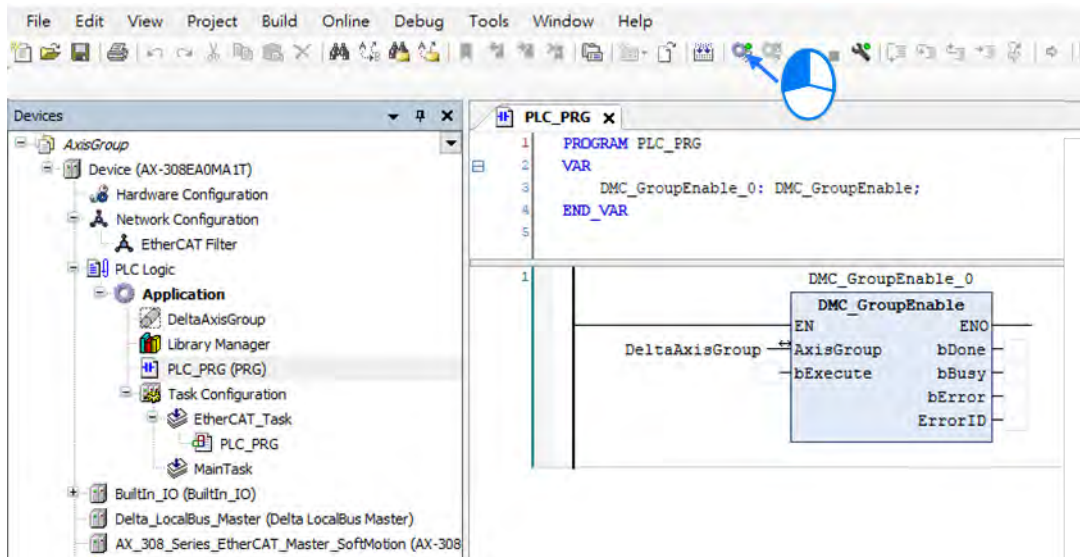 File Edit View Project Build Online Debug Tools Window Help
Devices
AxisGroup
Device (AX-308EA0MA1T)
Hardware Configuration
Network Configuration
EtherCAT Filter
PLC Logic
Application
DeltaAxisGroup
Library Manager
PLC_PRG (PRG)
Task Configuration
EtherCAT_Task
PLC_PRG
MainTask
BuiltIn_IO (BuiltIn_IO)
Delta_LocalBus_Master (Delta LocalBus Master)
AX_308_Series_EtherCAT_Master_SoftMotion (AX-308
PLC_PRG X
1 PROGRAM PLC_PRG
2 VAR
3 DMC_GroupEnable_0: DMC_GroupEnable;
4 END_VAR
5
1
DMC_GroupEnable_0
DMC_GroupEnable
EN ENO
DeltaAxisGroup AxisGroup bDone
bExecute bBusy
bError
ErrorID